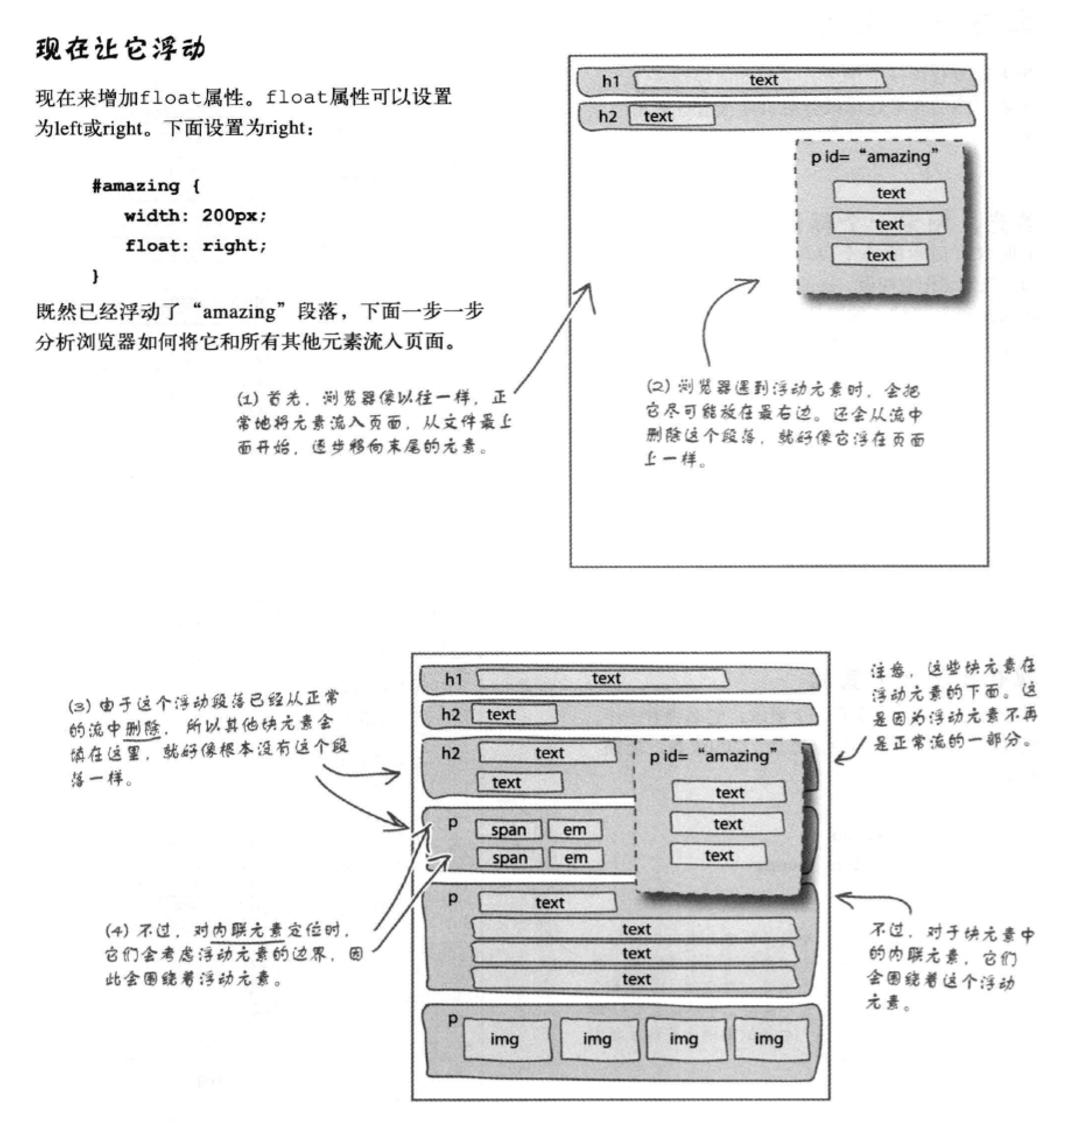 现在让它浮动
现在来增加float属性。float属性可以设置
为left或right。下面设置为right：
#amazing {
width: 200px;
float: right;
}
既然已经浮动了“amazing”段落，下面一步一步
分析浏览器如何将它和所有其他元素流入页面。
h1 text
h2 text
p id= “amazing”
text
text
text
(1) 首先，浏览器像以往一样，正
常地将元素流入页面，从文件最上
面开始，逐步移向末尾的元素。
(2) 浏览器遇到浮动元素时，会把
它尽可能放在最右边。还会从流中
删除这个段落，就好像它浮在页面
上一样。
(3) 由于这个浮动段落已经从正常
的流中删除，所以其他块元素会
填在这里，就好像根本没有这个段
落一样。
(4) 不过，对内联元素定位时，
它们会考虑浮动元素的边界，因
此会围绕着浮动元素。
h1 text
h2 text
h2 text
text
p id= “amazing”
text
text
text
p span em
span em
p text
text
text
text
p img img img img
注意，这些块元素在
浮动元素的下面。这
是因为浮动元素不再
是正常流的一部分。
不过，对于块元素中
的内联元素，它们
会围绕着这个浮动
元素。